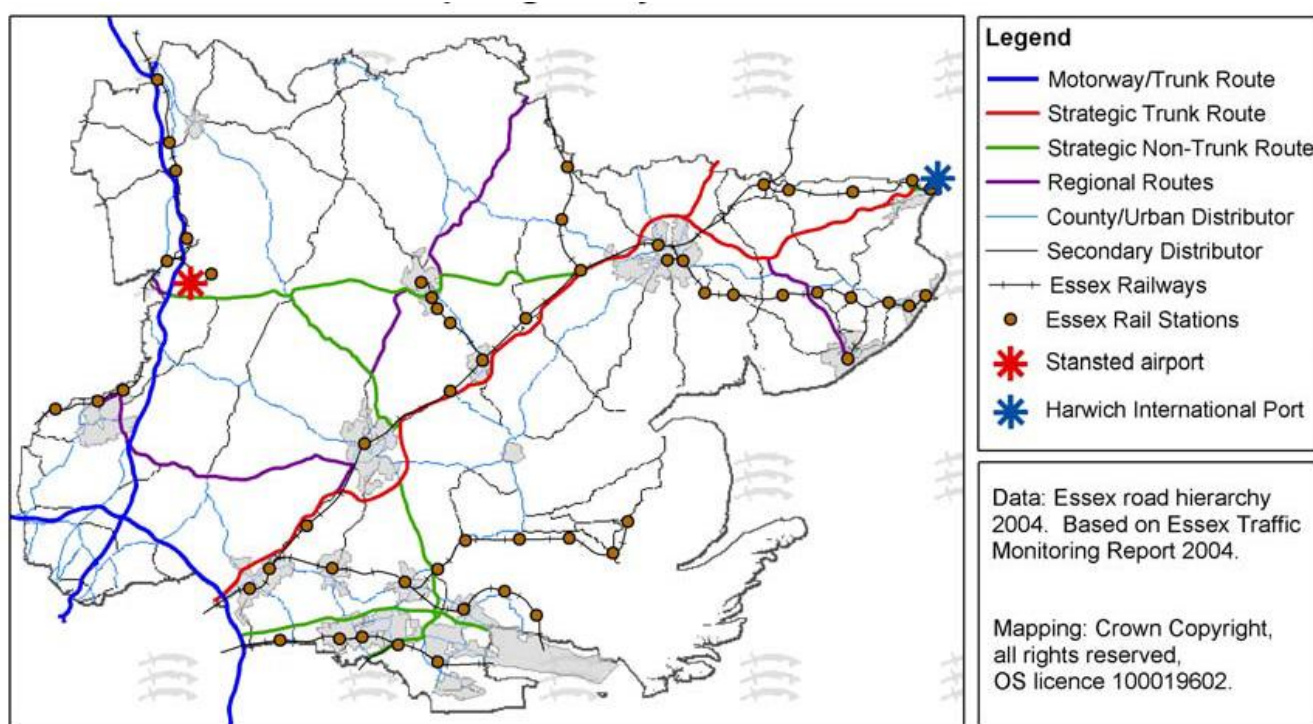 Legend
Motorway/Trunk Route
Strategic Trunk Route
Strategic Non-Trunk Route
Regional Routes
County/Urban Distributor
Secondary Distributor
Essex Railways
Essex Rail Stations
Stansted airport
Harwich International Port
Data: Essex road hierarchy
2004. Based on Essex Traffic
Monitoring Report 2004.
Mapping: Crown Copyright,
all rights reserved,
OS licence 100019602.